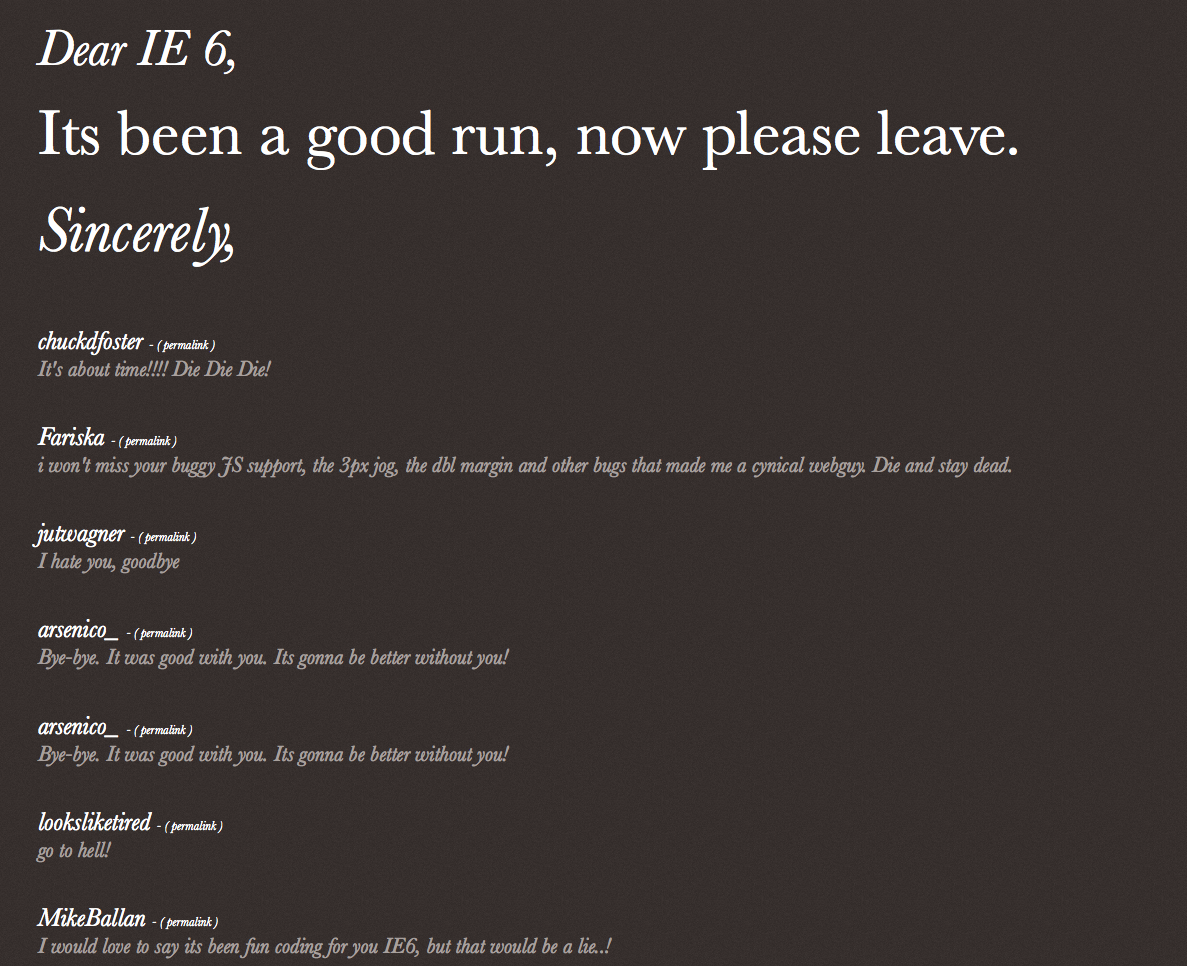 Dear IE 6,
Its been a good run, now please leave.
Sincerely,
chuckdfoster - ( permalink )
It's about time!!!! Die Die Die!
Fariska - ( permalink )
i won't miss your buggy JS support, the 3px jog, the dbl margin and other bugs that made me a cynical webguy. Die and stay dead.
jutwagner - ( permalink )
I hate you, goodbye
arsenico_ - ( permalink )
Bye-bye. It was good with you. Its gonna be better without you!
arsenico_ - ( permalink )
Bye-bye. It was good with you. Its gonna be better without you!
looksliketired - ( permalink )
go to hell!
MikeBallan - ( permalink )
I would love to say its been fun coding for you IE6, but that would be a lie..!